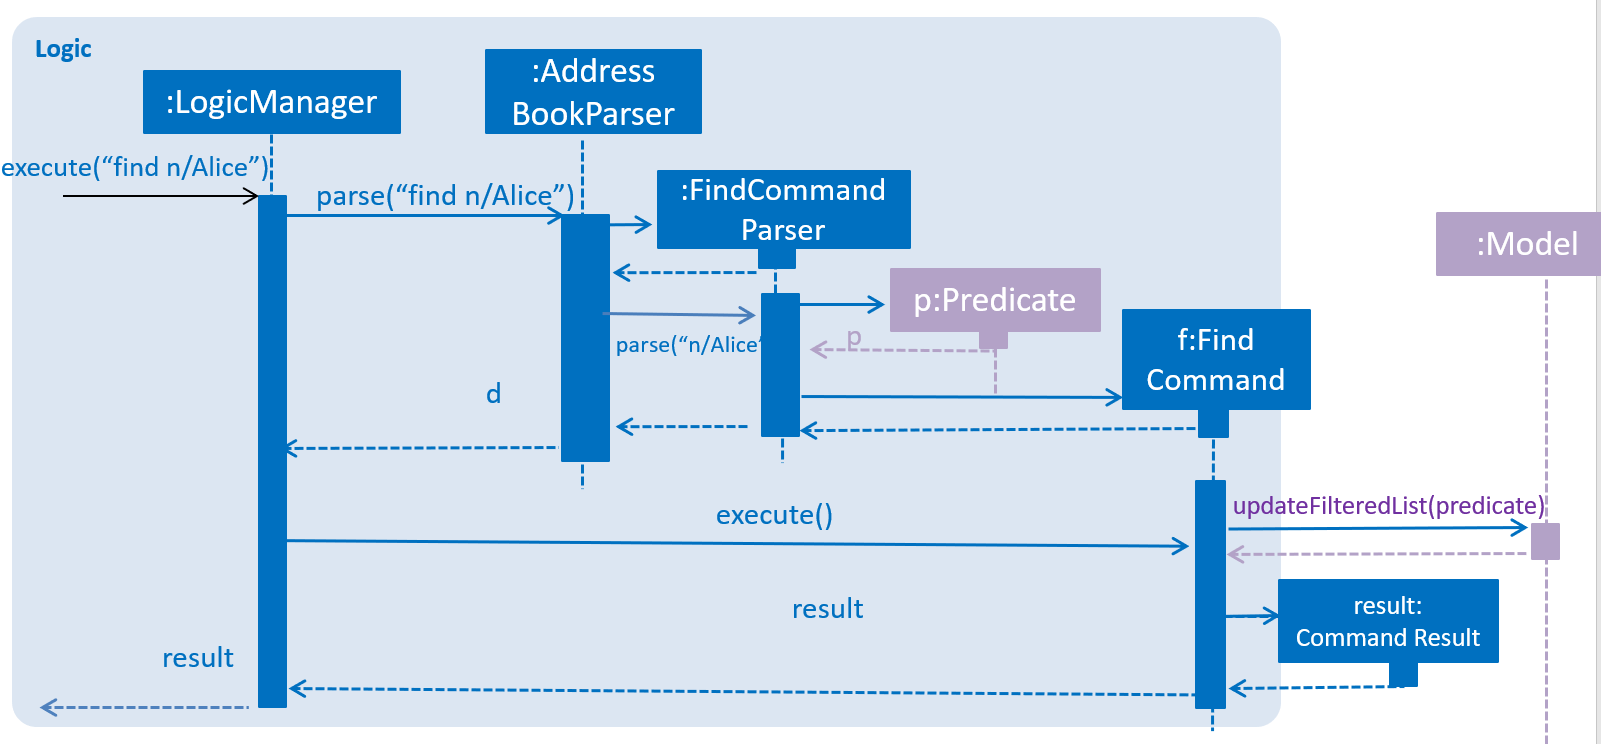 Logic
:LogicManager
:Address
BookParser
execute(“find n/Alice”)
parse(“find n/Alice”)
:FindCommand
Parser
:Model
p:Predicate
parse(“n/Alice”
p
f:Find
Command
d
updateFilteredList(predicate)
execute()
result
result:
Command Result
result